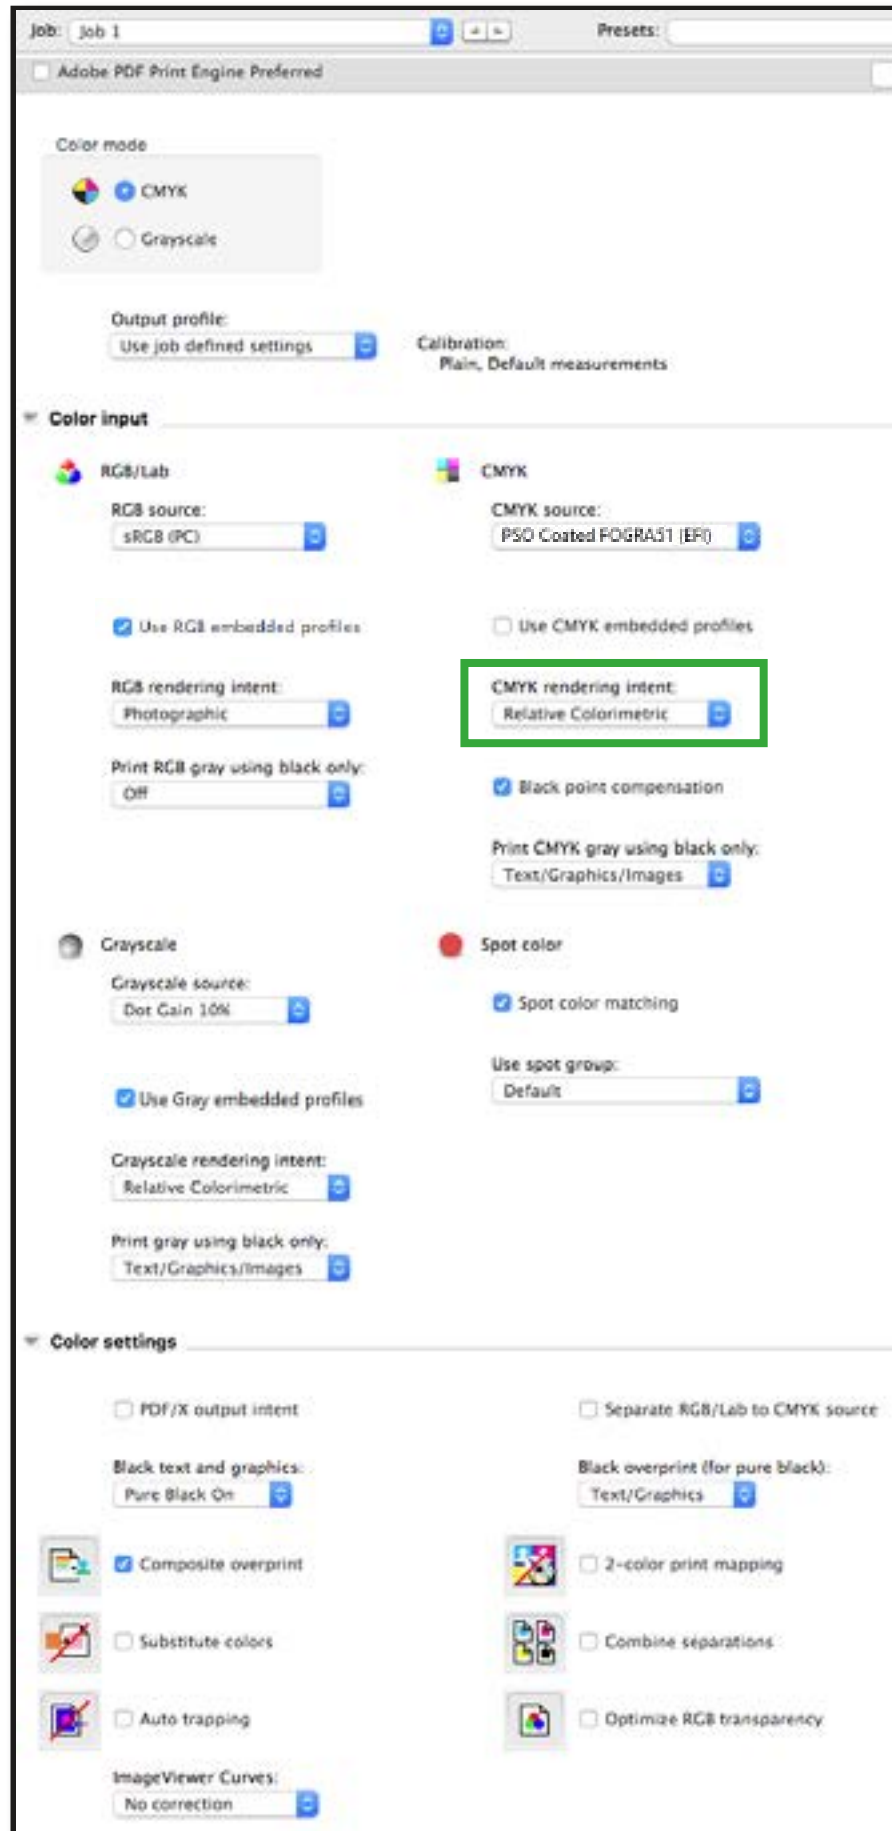 Job: Job 1 Presets:
Adobe PDF Print Engine Preferred
Color mode
CMYK
Grayscale
Output profile:
Use job defined settings
Calibration:
Plain, Default measurements
Color input
RGB/Lab
RGB source:
sRGB (PC)
Use RGB embedded profiles
RGB rendering intent:
Photographic
Print RGB gray using black only:
Off
CMYK
CMYK source:
PSO Coated FOGRA51 (EFI)
Use CMYK embedded profiles
CMYK rendering intent:
Relative Colorimetric
Black point compensation
Print CMYK gray using black only:
Text/Graphics/Images
Grayscale
Grayscale source:
Dot Gain 10%
Use Gray embedded profiles
Grayscale rendering intent:
Relative Colorimetric
Print gray using black only:
Text/Graphics/Images
Spot color
Spot color matching
Use spot group:
Default
Color settings
PDF/X output intent
Separate RGB/Lab to CMYK source
Black text and graphics:
Pure Black On
Black overprint (for pure black):
Text/Graphics
Composite overprint
2-color print mapping
Substitute colors
Combine separations
Auto trapping
Optimize RGB transparency
ImageViewer Curves:
No correction